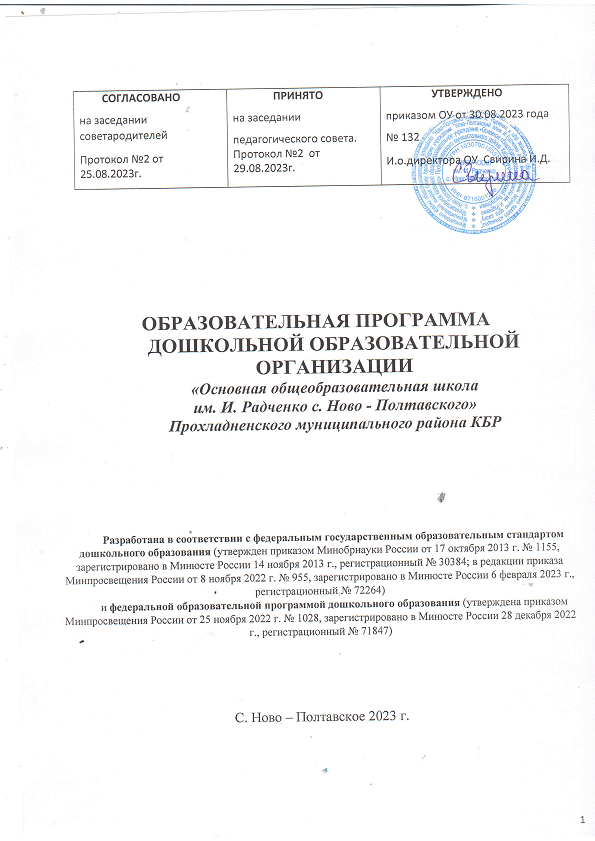 СОГЛАСОВАНО
на заседании
советародителей
Протокол №2 от
25.08.2023г.
ПРИНЯТО
на заседании
педагогического совета.
Протокол №2 от
29.08.2023г.
УТВЕРЖДЕНО
приказом ОУ от 30.08.2023 года
№ 132
И.о.директора ОУ Свирина И.Д.
ОБРАЗОВАТЕЛЬНАЯ ПРОГРАММА
ДОШКОЛЬНОЙ ОБРАЗОВАТЕЛЬНОЙ
ОРГАНИЗАЦИИ
«Основная общеобразовательная школа
им. И. Радченко с. Ново - Полтавского»
Прохладненского муниципального района КБР
Разработана в соответствии с федеральным государственным образовательным стандартом
дошкольного образования (утвержден приказом Минобрнауки России от 17 октября 2013 г. № 1155,
зарегистрировано в Минюсте России 14 ноября 2013 г., регистрационный № 30384; в редакции приказа
Минпросвещения России от 8 ноября 2022 г. № 955, зарегистрировано в Минюсте России 6 февраля 2023 г.,
регистрационный № 72264)
и федеральной образовательной программой дошкольного образования (утверждена приказом
Минпросвещения России от 25 ноября 2022 г. № 1028, зарегистрировано в Минюсте России 28 декабря 2022
г., регистрационный № 71847)
С. Ново – Полтавское 2023 г.
1